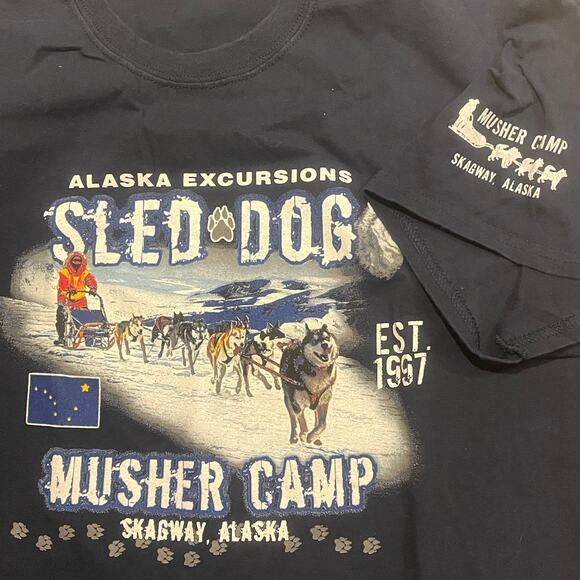 ALASKA EXCURSIONS
SLED DOG
EST.
1997
MUSHER CAMP
SKAGWAY, ALASKA
MUSHER CAMP
SKAGWAY, ALASKA